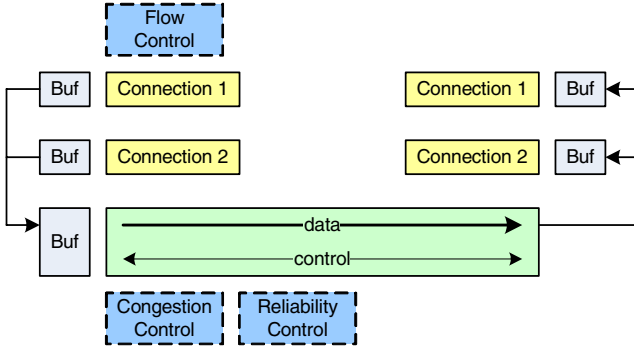 Flow
Control
Buf Connection 1 Connection 1 Buf
Buf Connection 2 Connection 2 Buf
Buf
data
control
Congestion
Control
Reliability
Control